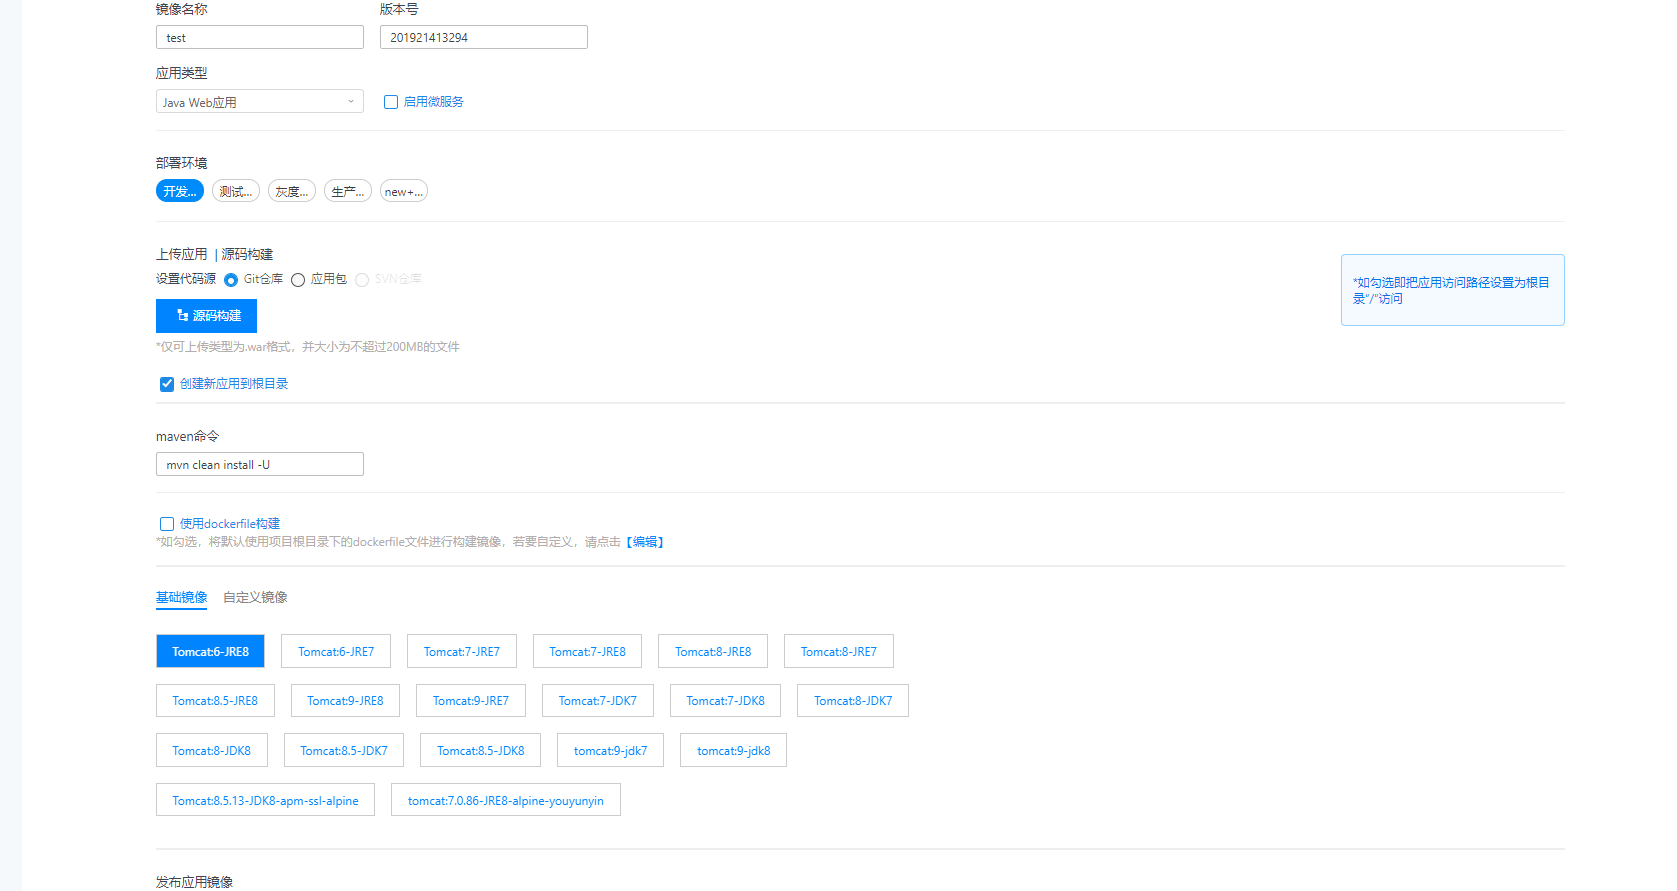 镜像名称 版本号
test 201921413294
应用类型
Java Web应用 启用微服务
部署环境
开发... 测试... 灰度... 生产... new+...
上传应用 | 源码构建
设置代码源 Git仓库 应用包 SVN仓库
*如勾选即把应用访问路径设置为根目
录“/”访问
源码构建
*仅可上传类型为.war格式，并大小为不超过200MB的文件
创建新应用到根目录
maven命令
mvn clean install -U
使用dockerfile构建
*如勾选，将默认使用项目根目录下的dockerfile文件进行构建镜像，若要自定义，请点击【编辑】
基础镜像 自定义镜像
Tomcat:6-JRE8 Tomcat:6-JRE7 Tomcat:7-JRE7 Tomcat:7-JRE8 Tomcat:8-JRE8 Tomcat:8-JRE7
Tomcat:8.5-JRE8 Tomcat:9-JRE8 Tomcat:9-JRE7 Tomcat:7-JDK7 Tomcat:7-JDK8 Tomcat:8-JDK7
Tomcat:8-JDK8 Tomcat:8.5-JDK7 Tomcat:8.5-JDK8 tomcat:9-jdk7 tomcat:9-jdk8
Tomcat:8.5.13-JDK8-apm-ssl-alpine tomcat:7.0.86-JRE8-alpine-youyunyin
发布应用镜像